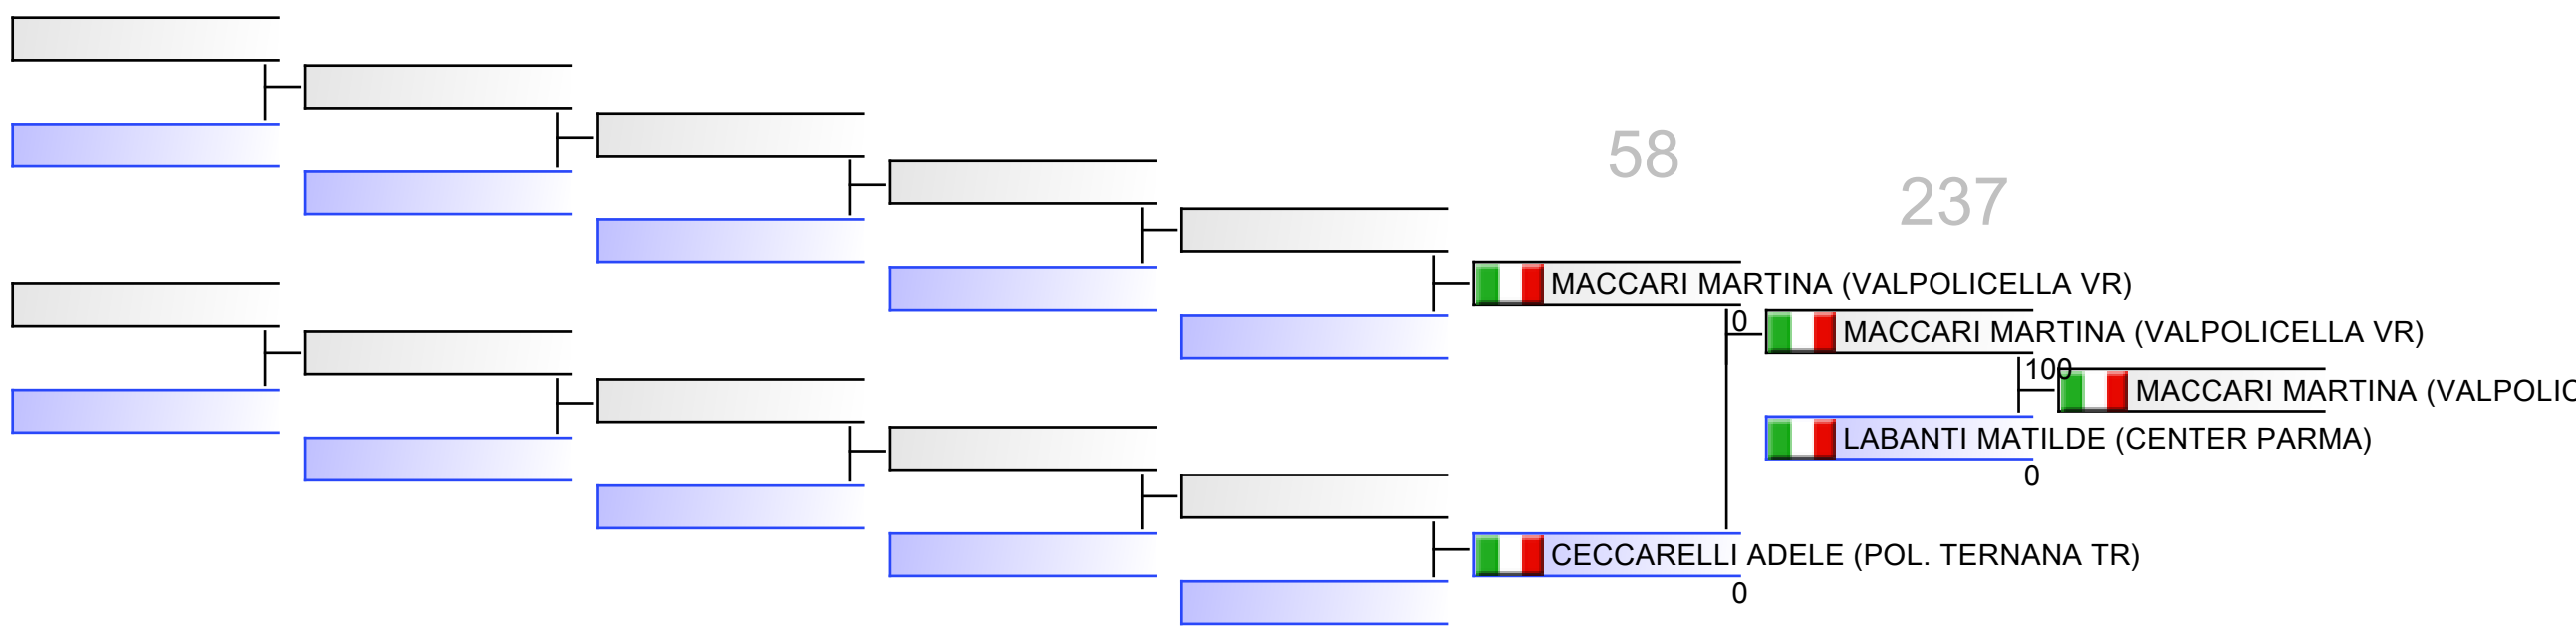 58
237
MACCARI MARTINA (VALPOLICELLA VR)
0
MACCARI MARTINA (VALPOLICELLA VR)
100
MACCARI MARTINA (VALPOLIC
LABANTI MATILDE (CENTER PARMA)
0
CECCARELLI ADELE (POL. TERNANA TR)
0